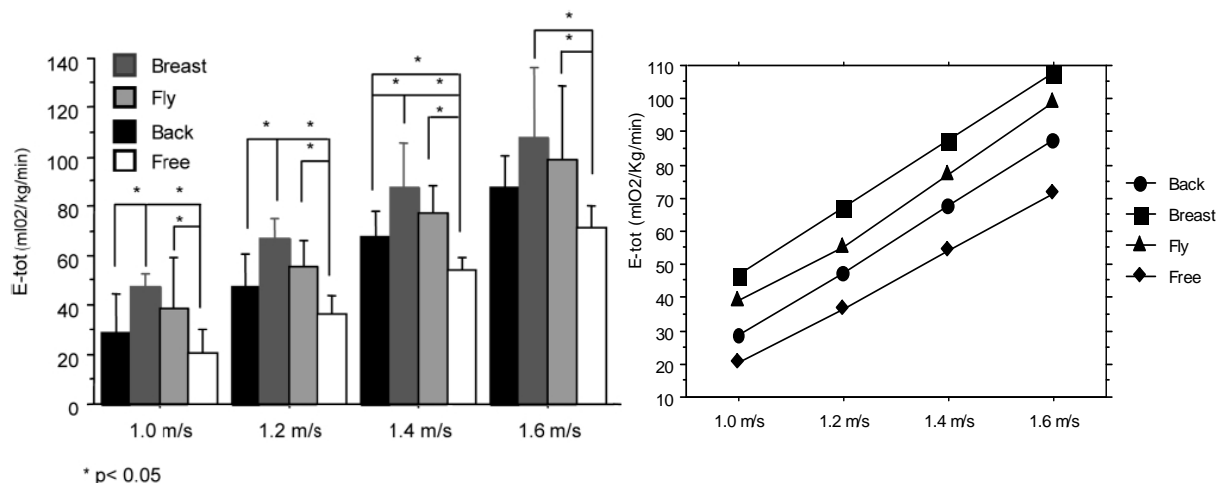 Ē-tot (ml02/kg/min)
140
120
100
80
60
40
20
0
Breast
Fly
Back
Free
* * *
* * *
* * * * *
* *
1.0 m/s
1.2 m/s
1.4 m/s
1.6 m/s
* p< 0.05
E-tot (mlO2/Kg/min)
110
100
90
80
70
60
50
40
30
20
10
1.0 m/s
1.2 m/s
1.4 m/s
1.6 m/s
Back
Breast
Fly
Free